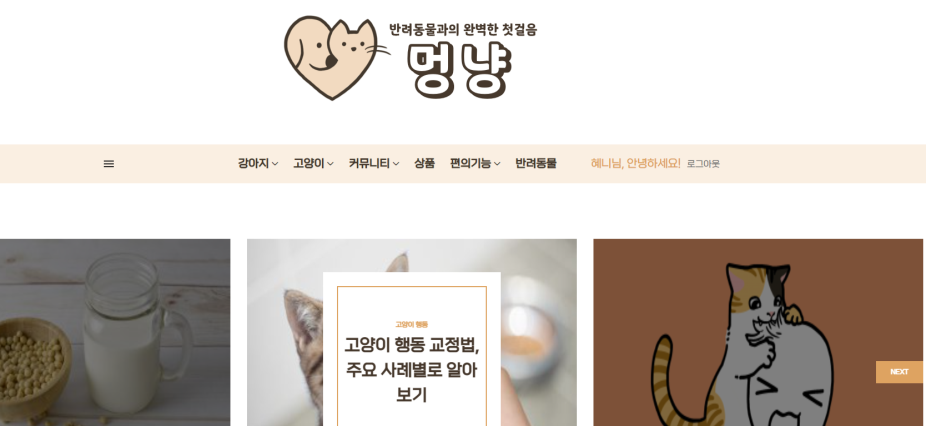 반려동물과의 완벽한 첫걸음
멍냥
강아지 고양이 커뮤니티 상품 편의기능 반려동물 헤니님, 안녕하세요! 로그아웃
고양이 행동
고양이 행동 교정법,
주요 사례별로 알아
보기
NEXT